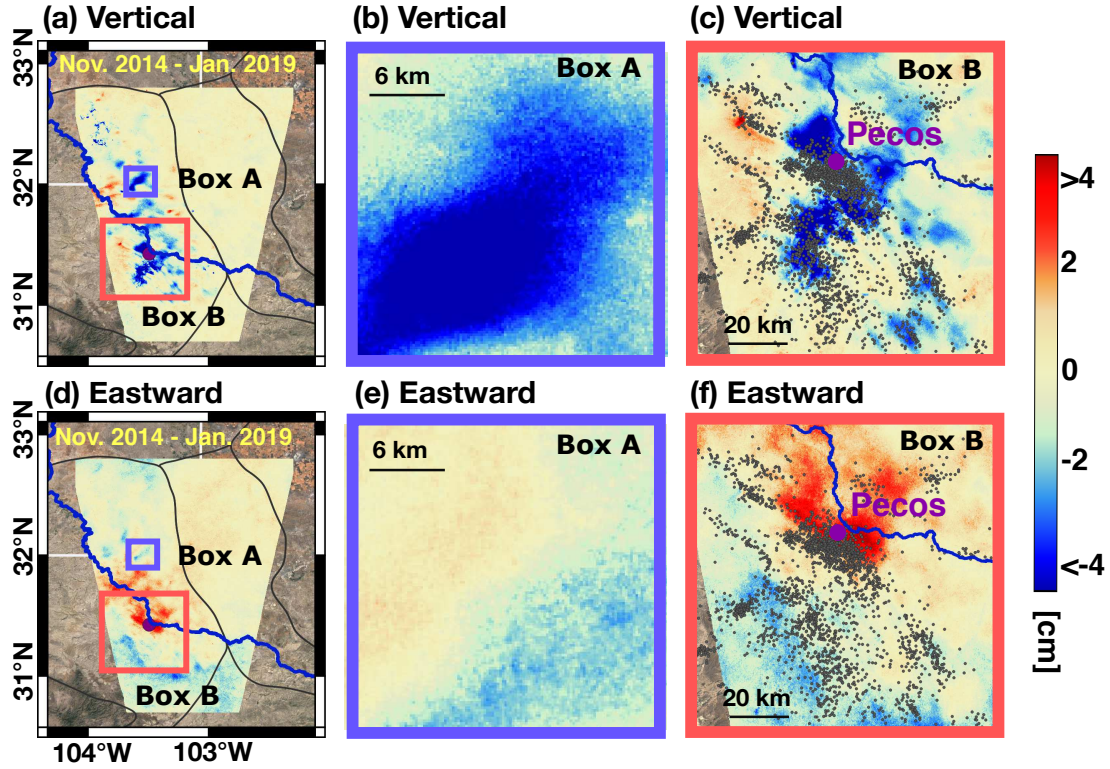 (a) Vertical
(b) Vertical
(c) Vertical
33°N
32°N
31°N
Nov. 2014 - Jan. 2019
Box A
Box B
6 km
Box A
Box B
Pecos
20 km
>4
2
0
-2
<-4
[cm]
(d) Eastward
(e) Eastward
(f) Eastward
33°N
32°N
31°N
Nov. 2014 - Jan. 2019
Box A
Box B
104°W
103°W
6 km
Box A
Box B
Pecos
20 km